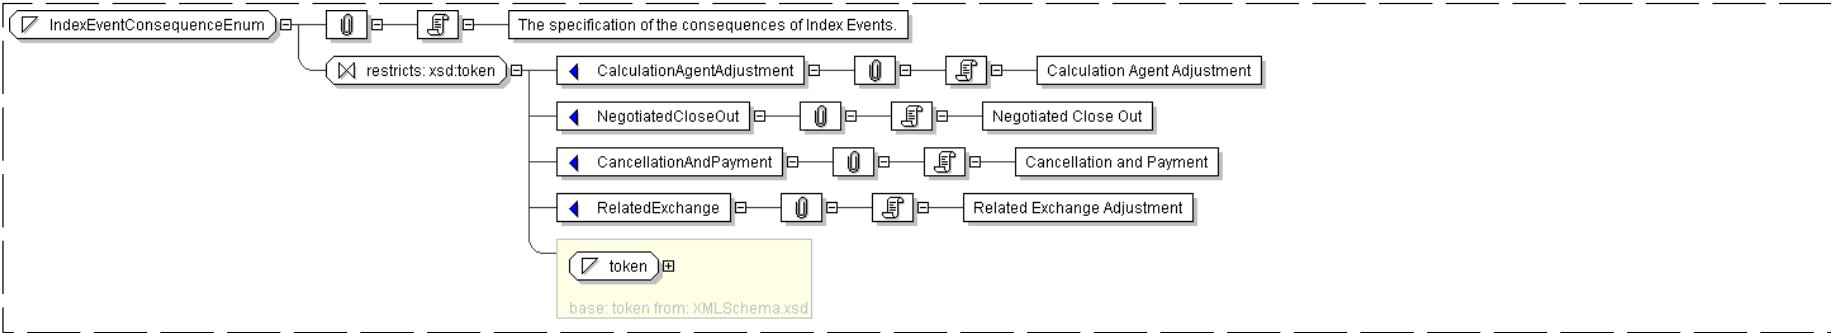 IndexEventConsequenceEnum The specification of the consequences of Index Events.
restricts: xsd:token CalculationAgentAdjustment Calculation Agent Adjustment
NegotiatedCloseOut Negotiated Close Out
CancellationAndPayment Cancellation and Payment
RelatedExchange Related Exchange Adjustment
token
base: token from: XMLSchema.xsd